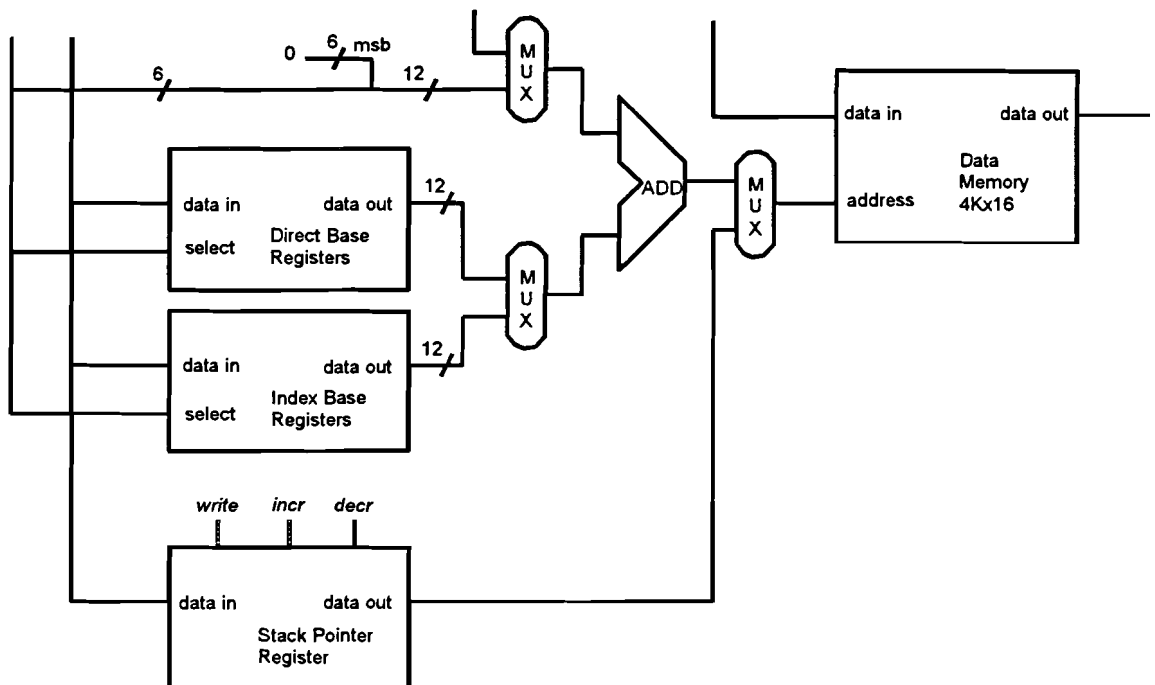 0
6
msb
6
12
M
U
X
data in
data out
Data
Memory
4Kx16
address
data in
data out
12
select
Direct Base
Registers
ADD
M
U
X
M
U
X
data in
data out
12
select
Index Base
Registers
write
incr
decr
data in
data out
Stack Pointer
Register